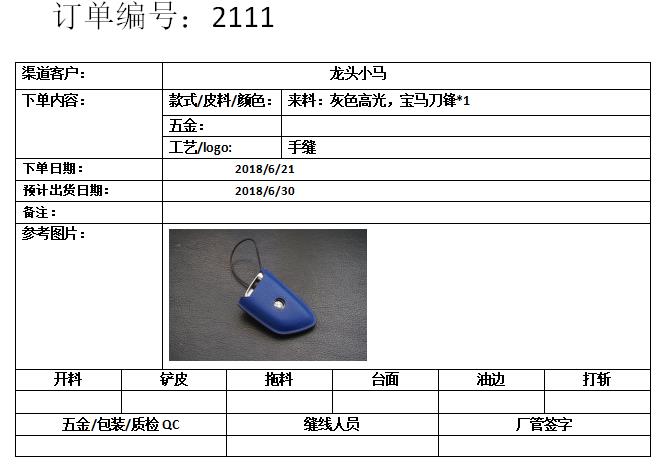 订单编号：2111
渠道客户： 龙头小马
下单内容： 款式/皮料/颜色： 来料：灰色高光，宝马刀锋*1
五金：
工艺/logo: 手缝
下单日期： 2018/6/21
预计出货日期： 2018/6/30
备注：
参考图片：
开料 铲皮 拖料 台面 油边 打斩
五金/包装/质检 QC 缝线人员 厂管签字